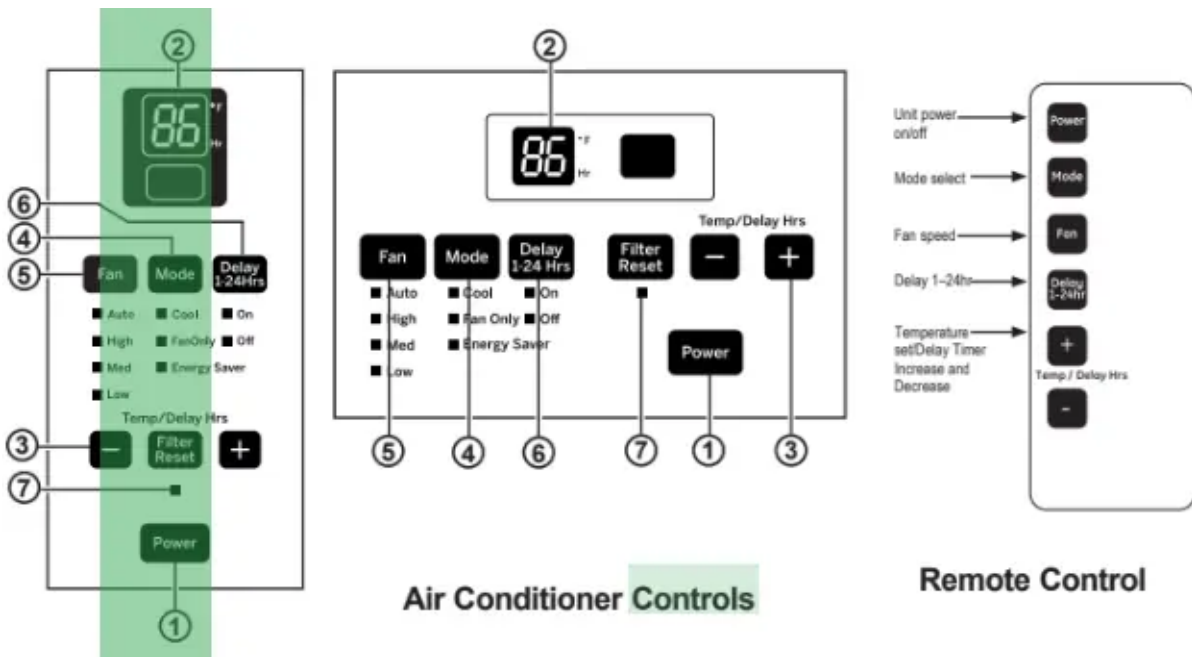 ②
86
°F
Hr
⑥
④
⑤
Fan
Mode
Delay
1-24Hrs
Auto
Cool
On
High
FanOnly
Off
Med
Energy Saver
Low
Temp/Delay Hrs
③
−
Filter
Reset
+
⑦
Power
①
②
86
°F
Hr
Temp/Delay Hrs
Fan
Mode
Delay
1-24 Hrs
Filter
Reset
−
+
Auto
Cool
On
High
Fan Only
Off
Med
Energy Saver
Low
Power
⑤
④
⑥
⑦
①
③
Air Conditioner Controls
Unit power
on/off
Power
Mode select
Mode
Fan speed
Fan
Delay 1–24hr
Delay
1-24hr
Temperature
set/Delay Timer
Increase and
Decrease
+
Temp / Delay Hrs
-
Remote Control